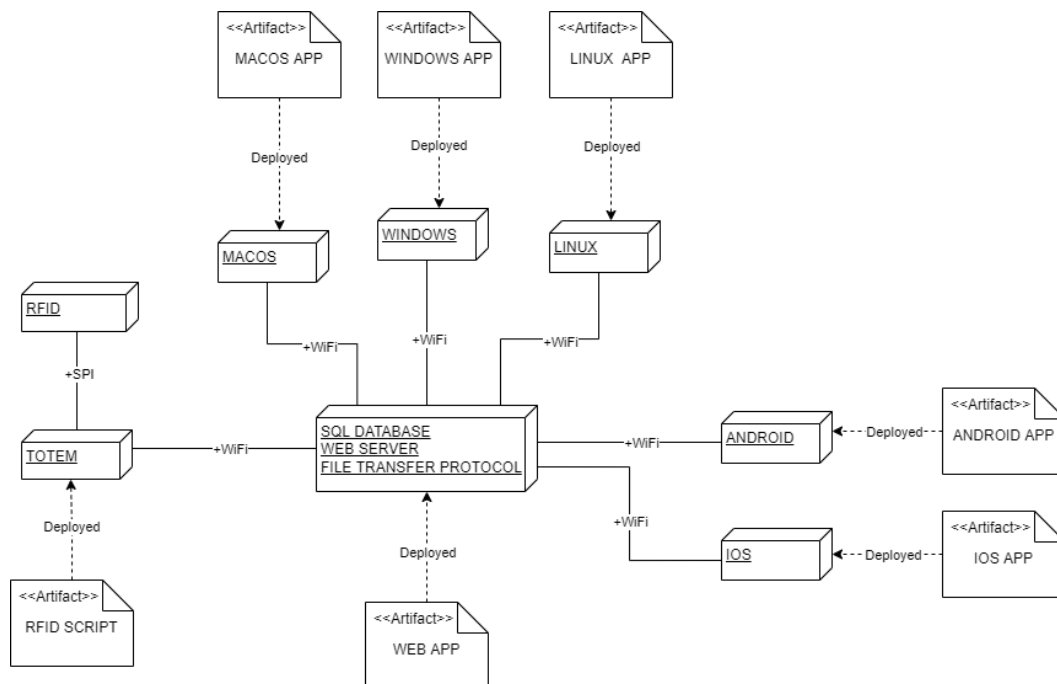 <<Artifact>>
MACOS APP
<<Artifact>>
WINDOWS APP
<<Artifact>>
LINUX  APP
Deployed
Deployed
Deployed
MACOS
WINDOWS
LINUX
RFID
+SPI
+WiFi
+WiFi
+WiFi
TOTEM
+WiFi
SQL DATABASE
WEB SERVER
FILE TRANSFER PROTOCOL
+WiFi
ANDROID
Deployed
<<Artifact>>
ANDROID APP
+WiFi
IOS
Deployed
<<Artifact>>
IOS APP
Deployed
<<Artifact>>
RFID SCRIPT
Deployed
<<Artifact>>
WEB APP